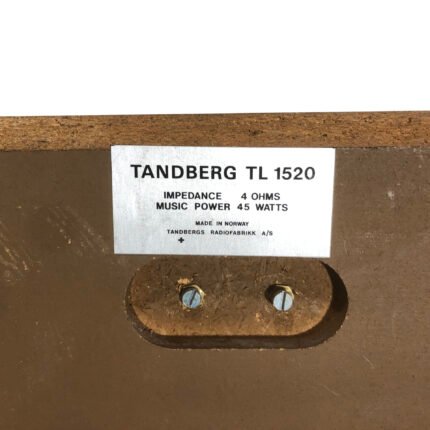 TANDBERG TL 1520
IMPEDANCE 4 OHMS
MUSIC POWER 45 WATTS
MADE IN NORWAY
TANDBERGS RADIOFABRIKK A/S
+